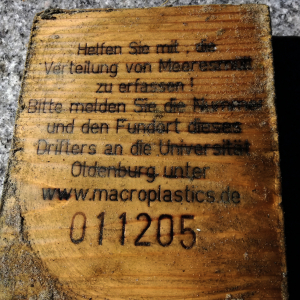 Helfen Sie mit, die
Verteilung von Meeresmüll
zu erfassen!
Bitte melden Sie die Nummer
und den Fundort dieses
Drifters an die Universität
Oldenburg unter
www.macroplastics.de
011205